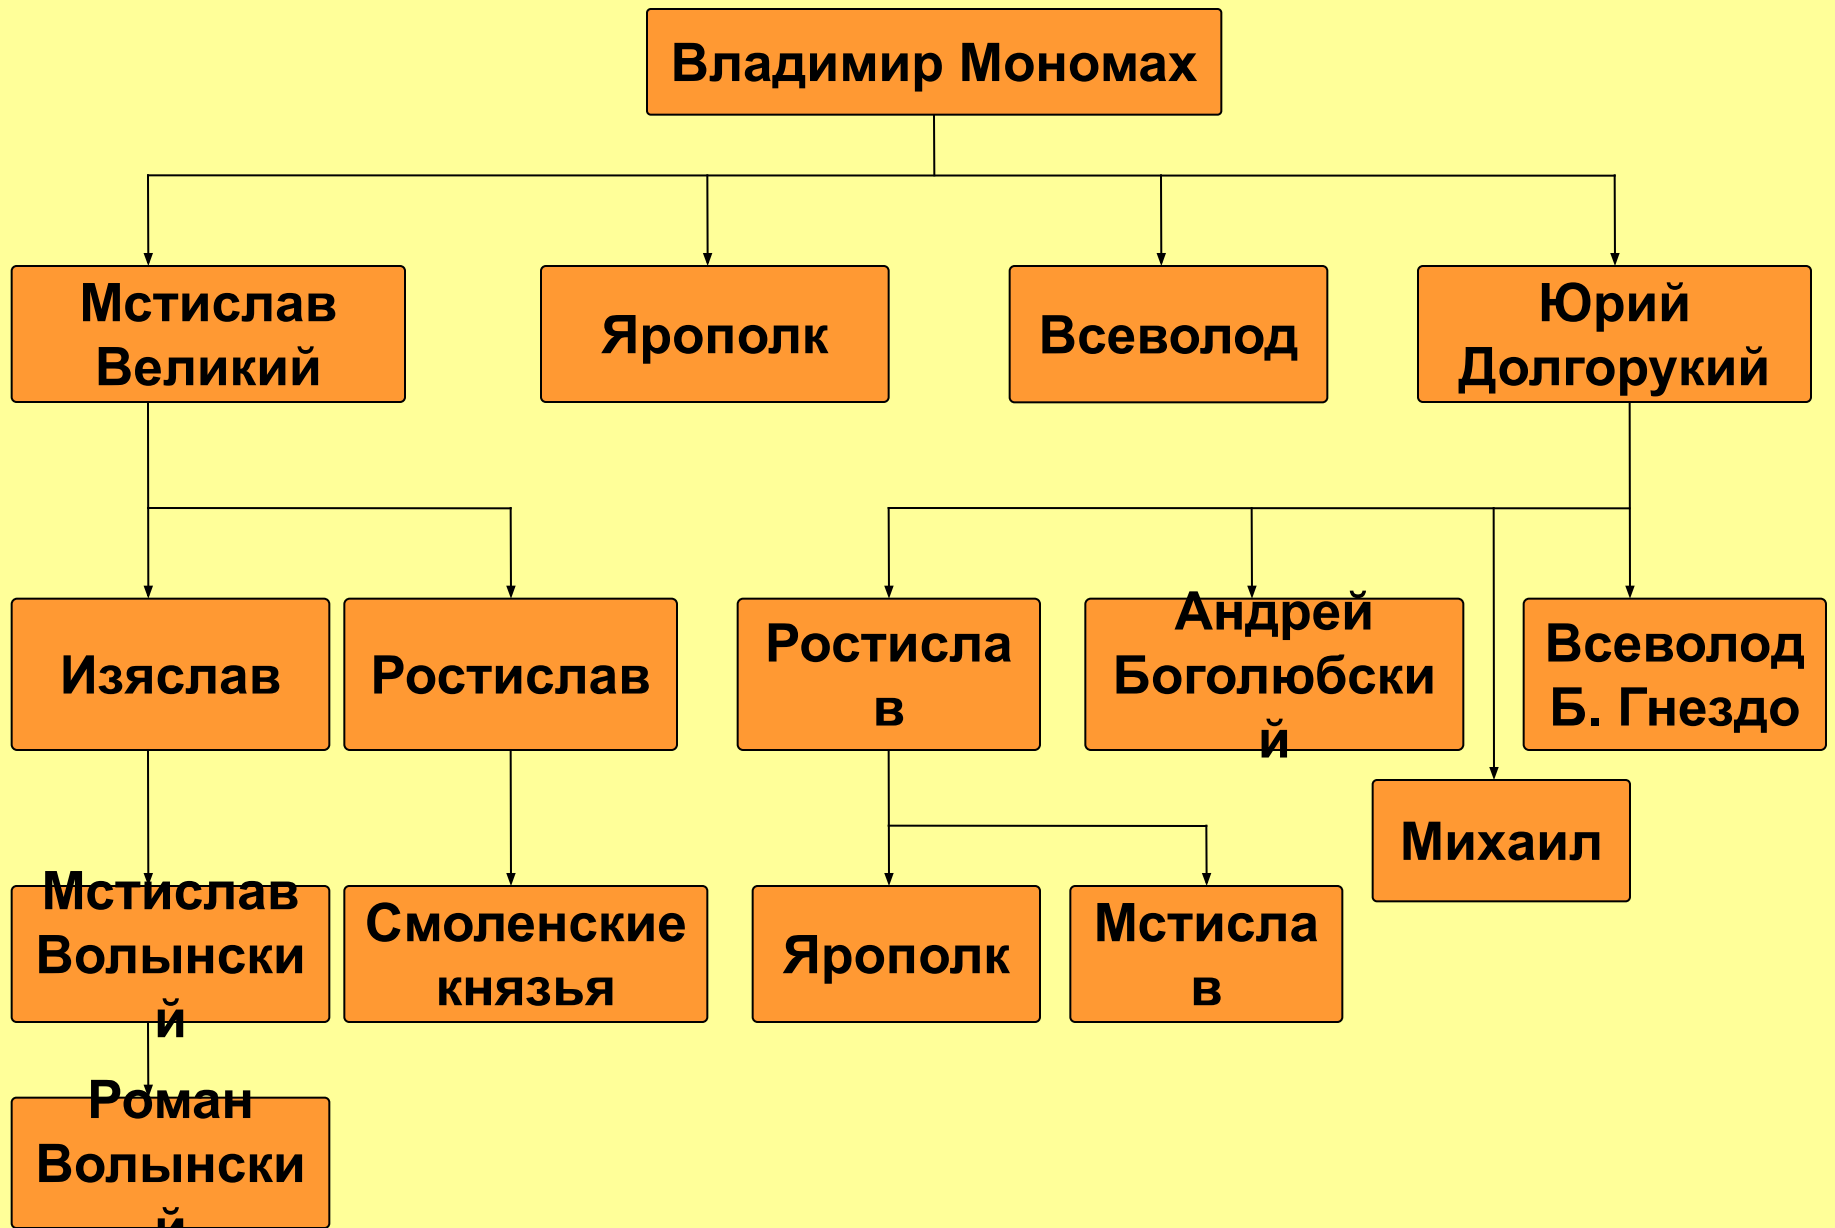 Владимир Мономах
Мстислав
Великий
Ярополк
Всеволод
Юрий
Долгорукий
Изяслав
Ростислав
Ростисла
в
Андрей
Боголюбски
й
Всеволод
Б. Гнездо
Михаил
Мстислав
Волынски
й
Смоленские
князья
Ярополк
Мстисла
в
Роман
Волынски
й